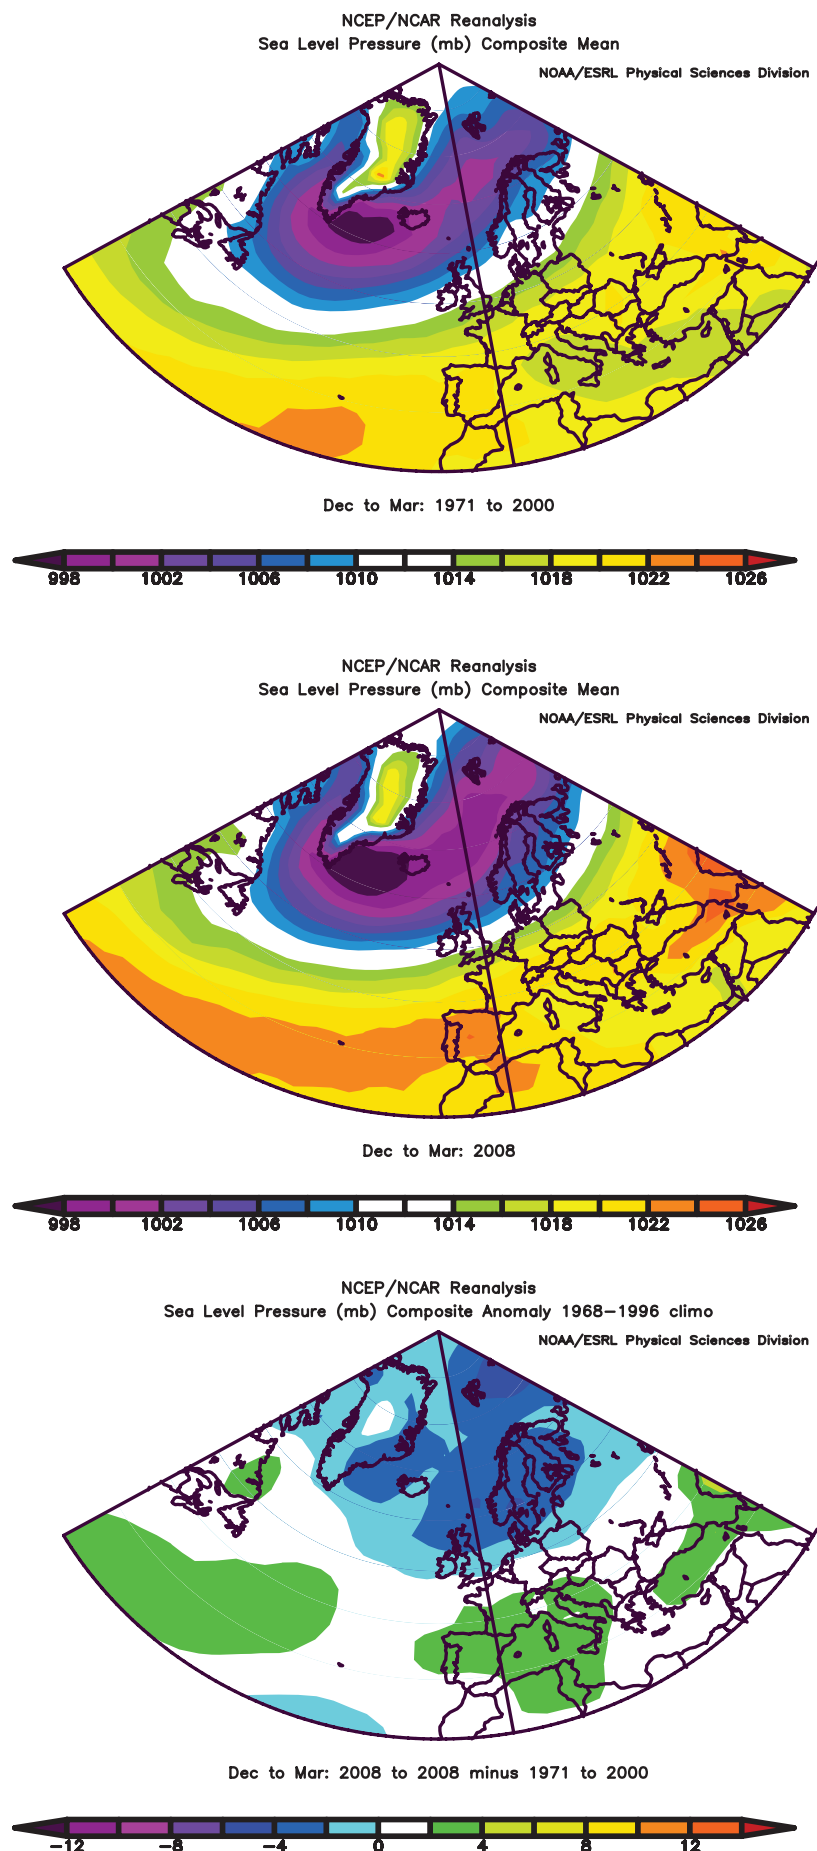 NCEP/NCAR Reanalysis
Sea Level Pressure (mb) Composite Mean
NOAA/ESRL Physical Sciences Division
Dec to Mar: 1971 to 2000
998 1002 1006 1010 1014 1018 1022 1026
NCEP/NCAR Reanalysis
Sea Level Pressure (mb) Composite Mean
NOAA/ESRL Physical Sciences Division
Dec to Mar: 2008
998 1002 1006 1010 1014 1018 1022 1026
NCEP/NCAR Reanalysis
Sea Level Pressure (mb) Composite Anomaly 1968-1996 climo
NOAA/ESRL Physical Sciences Division
Dec to Mar: 2008 to 2008 minus 1971 to 2000
-12 -8 -4 0 4 8 12